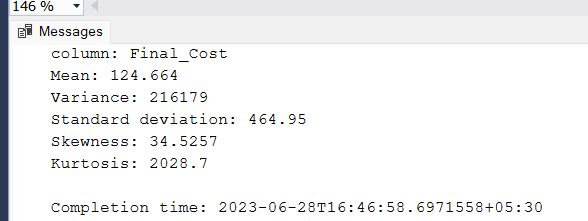 146 %
Messages
column: Final_Cost
Mean: 124.664
Variance: 216179
Standard deviation: 464.95
Skewness: 34.5257
Kurtosis: 2028.7
Completion time: 2023-06-28T16:46:58.6971558+05:30